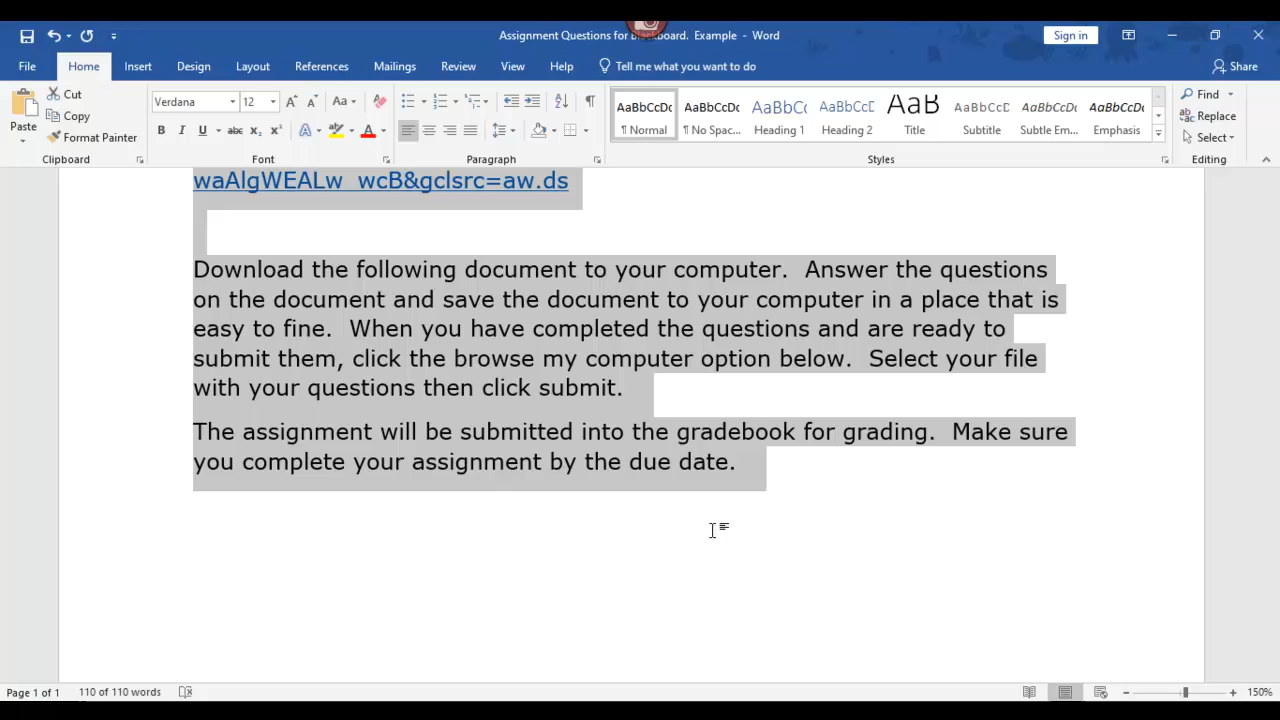 Assignment Questions for Blackboard.  Example - Word
Sign in
File Home Insert Design Layout References Mailings Review View Help Tell me what you want to do Share
Paste
Cut
Copy
Format Painter
Clipboard
Verdana 12
Aa
B I U abc x₂ x² A A
Font
Paragraph
AaBbCcDc AaBbCcDc AaBbCc AaBbCcD AaB AaBbCcD AaBbCcDc AaBbCcDc
¶ Normal ¶ No Spac... Heading 1 Heading 2 Title Subtitle Subtle Em... Emphasis
Styles
Find
Replace
Select
Editing
waAlgWEALw_wcB&gclsrc=aw.ds
Download the following document to your computer.  Answer the questions
on the document and save the document to your computer in a place that is
easy to fine.  When you have completed the questions and are ready to
submit them, click the browse my computer option below.  Select your file
with your questions then click submit.
The assignment will be submitted into the gradebook for grading.  Make sure
you complete your assignment by the due date.
Page 1 of 1 110 of 110 words 150%